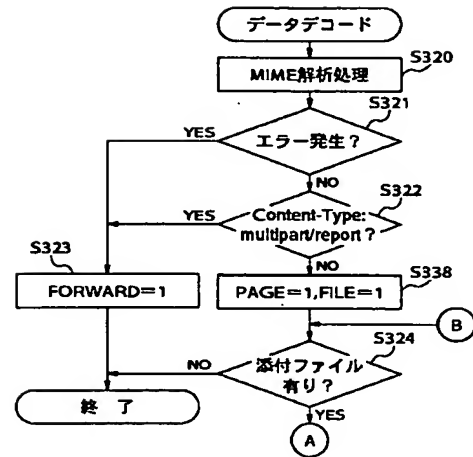 データデコード
S320
MIME解析処理
S321
YES
エラー発生?
NO
S322
YES
Content-Type:
multipart/report?
S323
NO
S338
FORWARD=1
PAGE=1,FILE=1
B
S324
NO
添付ファイル
有り?
終 了
YES
A